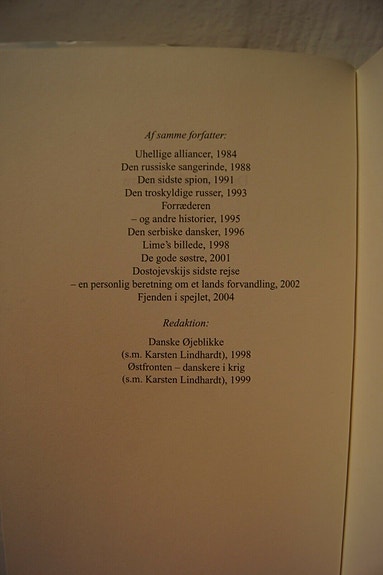 Af samme forfatter:
Uhellige alliancer, 1984
Den russiske sangerinde, 1988
Den sidste spion, 1991
Den troskyldige russer, 1993
Forræderen
– og andre historier, 1995
Den serbiske dansker, 1996
Lime's billede, 1998
De gode søstre, 2001
Dostojevskijs sidste rejse
– en personlig beretning om et lands forvandling, 2002
Fjenden i spejlet, 2004
Redaktion:
Danske Øjeblikke
(s.m. Karsten Lindhardt), 1998
Østfronten – danskere i krig
(s.m. Karsten Lindhardt), 1999